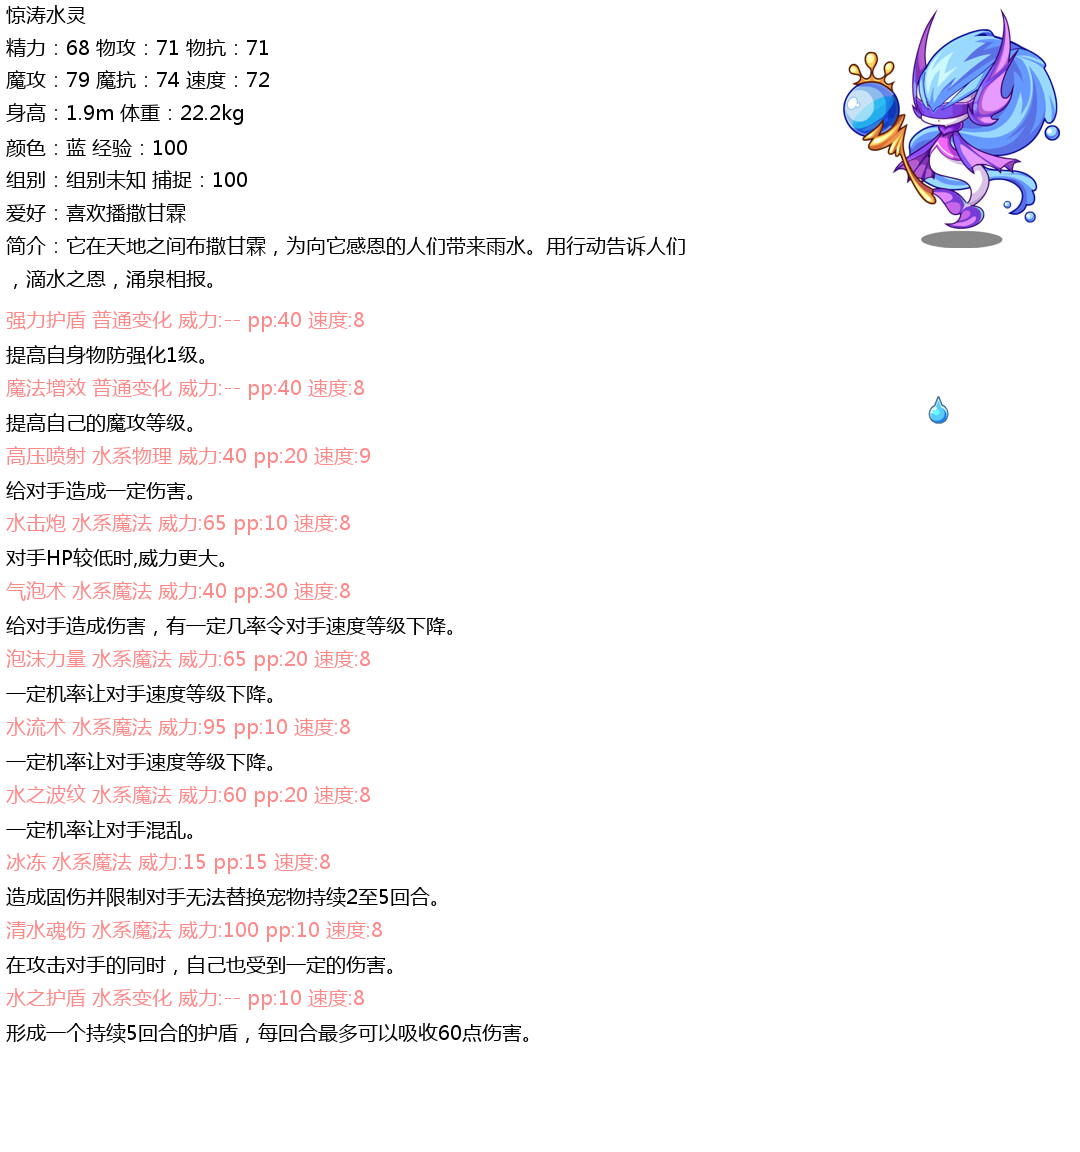 惊涛水灵
精力：68 物攻：71 物抗：71
魔攻：79 魔抗：74 速度：72
身高：1.9m 体重：22.2kg
颜色：蓝 经验：100
组别：组别未知 捕捉：100
爱好：喜欢播撒甘霖
简介：它在天地之间布撒甘霖，为向它感恩的人们带来雨水。用行动告诉人们
，滴水之恩，涌泉相报。
强力护盾 普通变化 威力:-- pp:40 速度:8
提高自身物防强化1级。
魔法增效 普通变化 威力:-- pp:40 速度:8
提高自己的魔攻等级。
高压喷射 水系物理 威力:40 pp:20 速度:9
给对手造成一定伤害。
水击炮 水系魔法 威力:65 pp:10 速度:8
对手HP较低时,威力更大。
气泡术 水系魔法 威力:40 pp:30 速度:8
给对手造成伤害，有一定几率令对手速度等级下降。
泡沫力量 水系魔法 威力:65 pp:20 速度:8
一定机率让对手速度等级下降。
水流术 水系魔法 威力:95 pp:10 速度:8
一定机率让对手速度等级下降。
水之波纹 水系魔法 威力:60 pp:20 速度:8
一定机率让对手混乱。
冰冻 水系魔法 威力:15 pp:15 速度:8
造成固伤并限制对手无法替换宠物持续2至5回合。
清水魂伤 水系魔法 威力:100 pp:10 速度:8
在攻击对手的同时，自己也受到一定的伤害。
水之护盾 水系变化 威力:-- pp:10 速度:8
形成一个持续5回合的护盾，每回合最多可以吸收60点伤害。